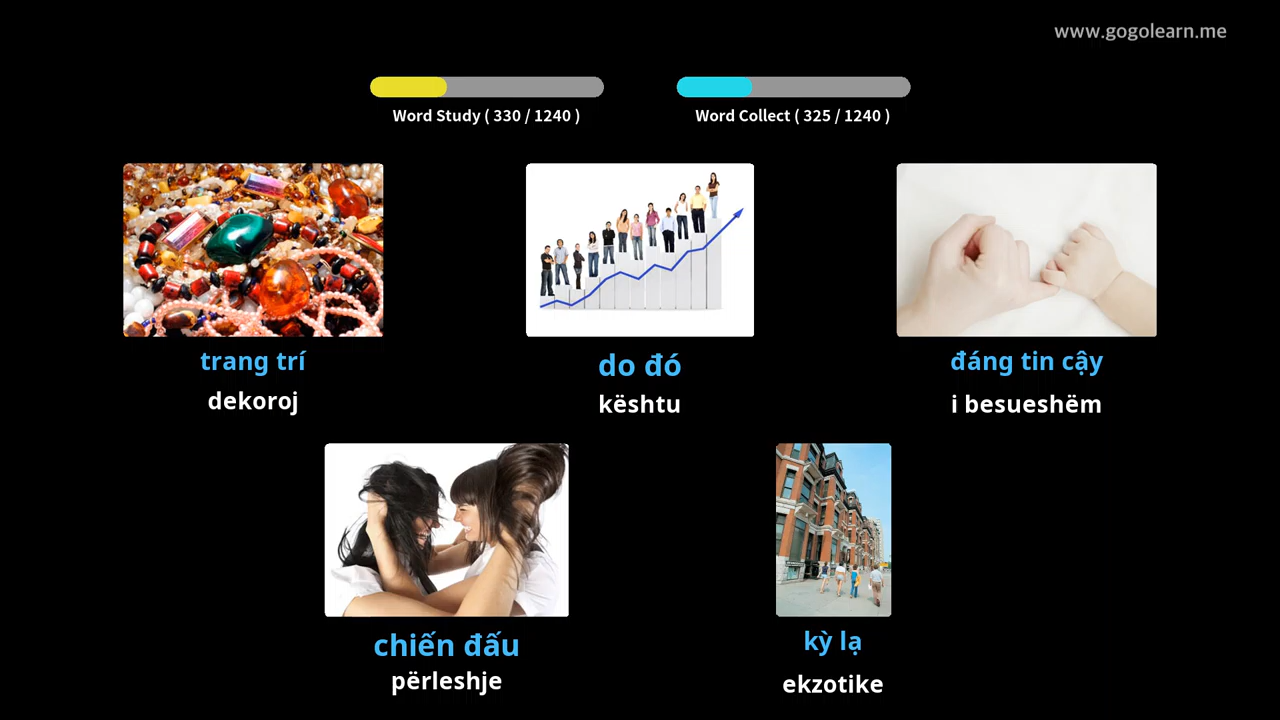 www.gogolearn.me
Word Study ( 330 / 1240 )
Word Collect ( 325 / 1240 )
trang trí
dekoroj
do đó
kështu
đáng tin cậy
i besueshëm
chiến đấu
përleshje
kỳ lạ
ekzotike